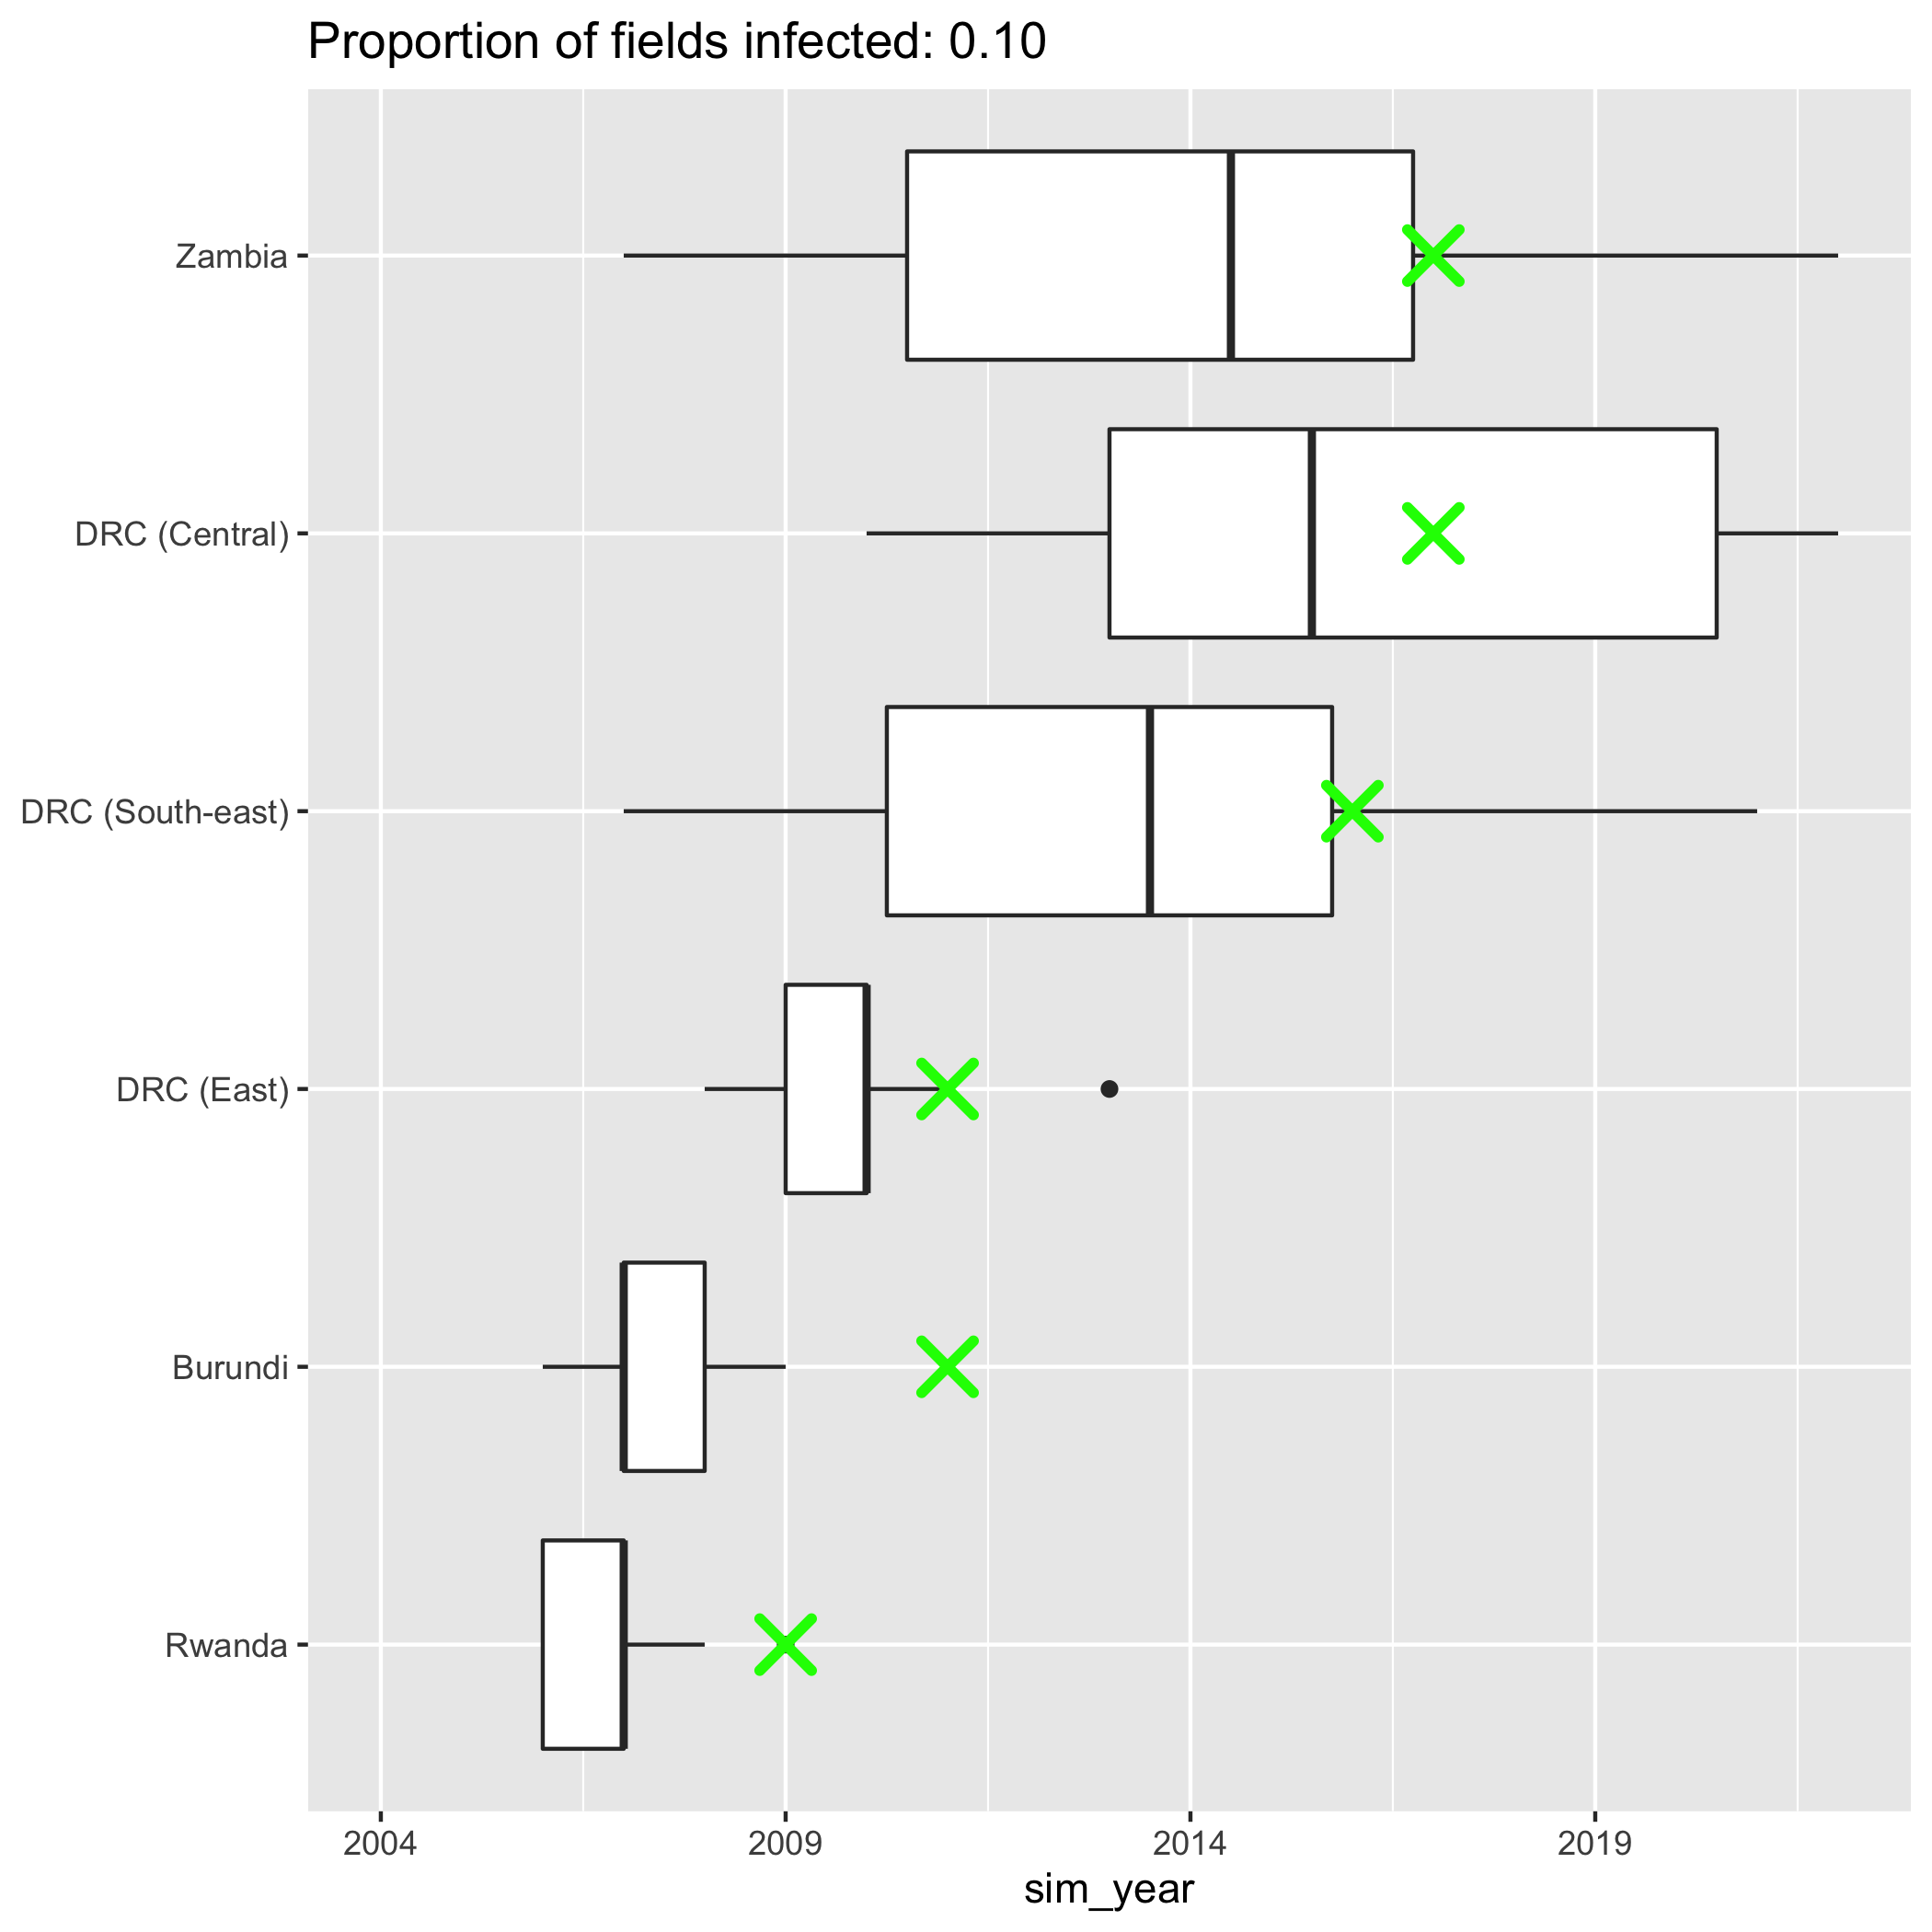 Proportion of fields infected: 0.10
Zambia
DRC (Central)
DRC (South-east)
DRC (East)
Burundi
Rwanda
2004 2009 2014 2019
sim_year